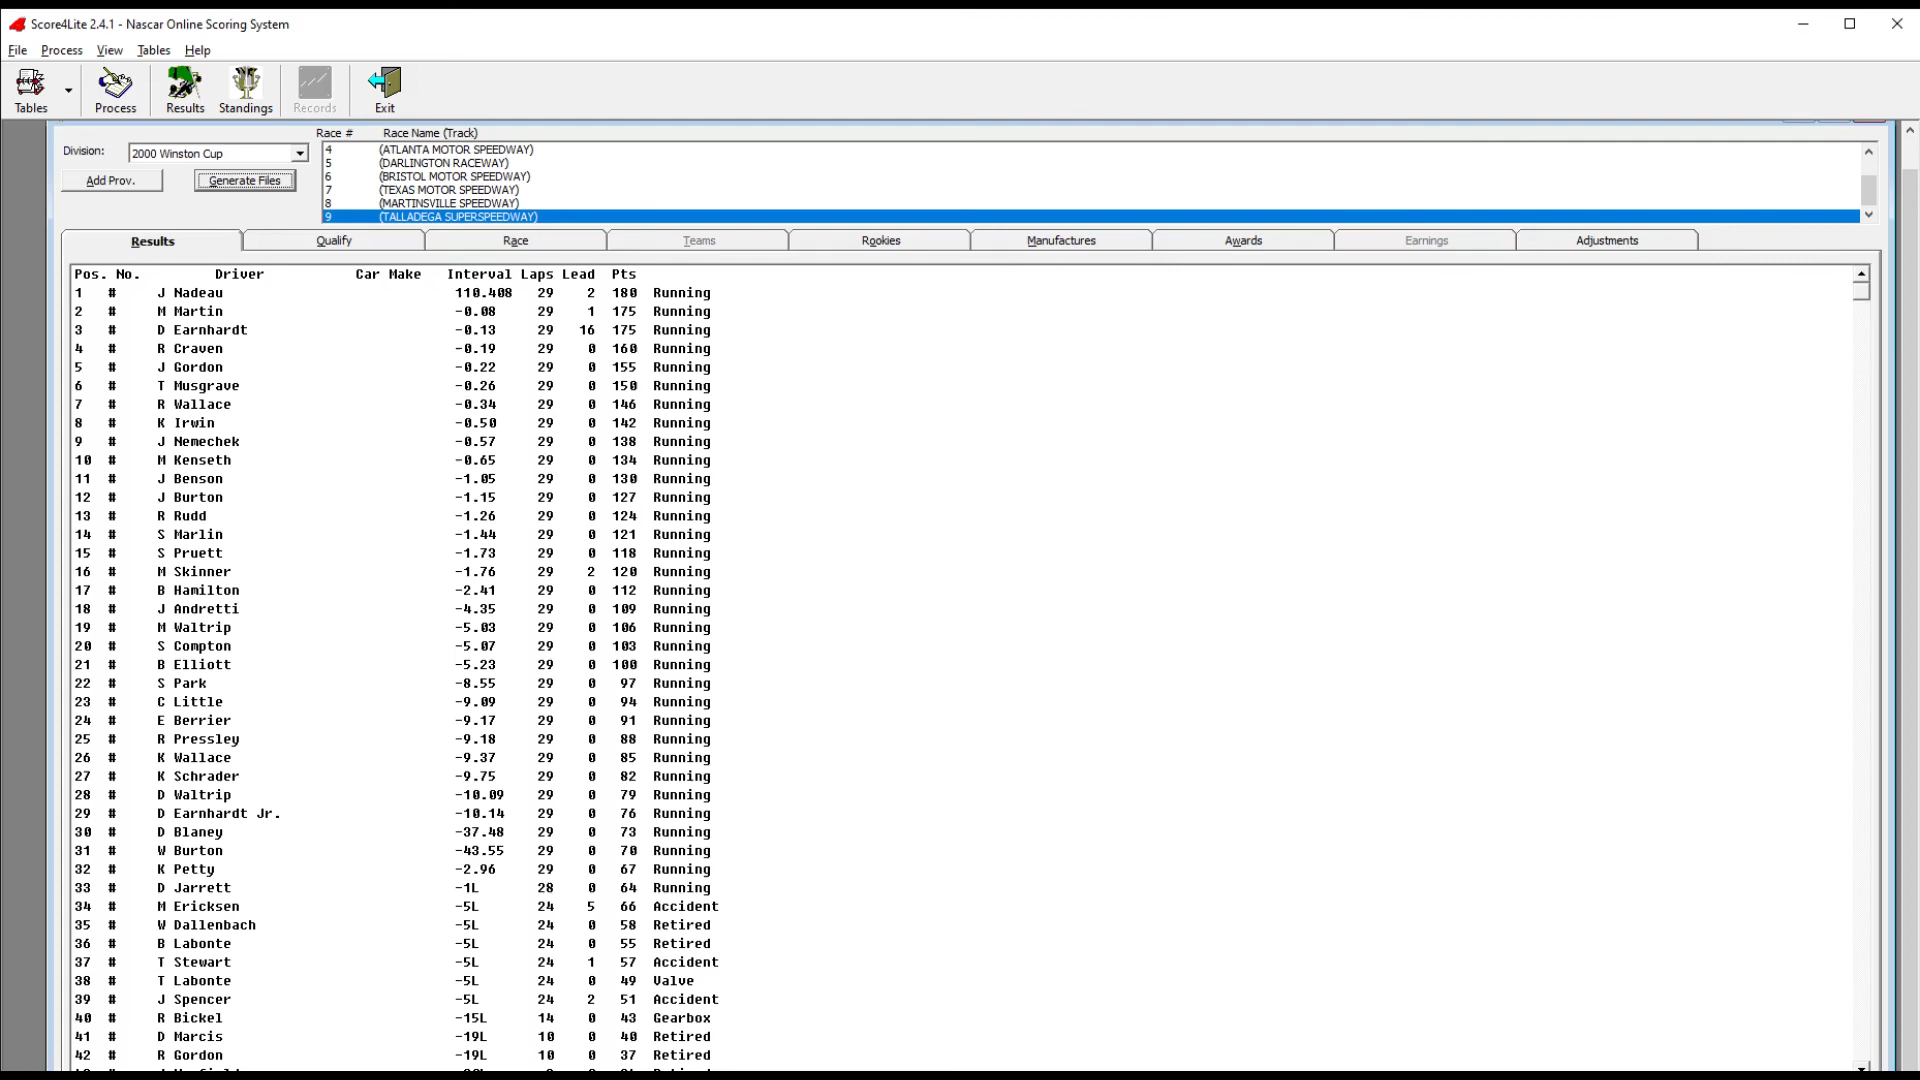 Score4Lite 2.4.1 - Nascar Online Scoring System
File Process View Tables Help
Tables Process Results Standings Records Exit
Race # Race Name (Track)
Division: 2000 Winston Cup
Add Prov. Generate Files
4 (ATLANTA MOTOR SPEEDWAY)
5 (DARLINGTON RACEWAY)
6 (BRISTOL MOTOR SPEEDWAY)
7 (TEXAS MOTOR SPEEDWAY)
8 (MARTINSVILLE SPEEDWAY)
9 (TALLADEGA SUPERSPEEDWAY)
Results Qualify Race Teams Rookies Manufactures Awards Earnings Adjustments
Pos. No. Driver Car Make Interval Laps Lead Pts
1 # J Nadeau 110.408 29 2 180 Running
2 # M Martin -0.08 29 1 175 Running
3 # D Earnhardt -0.13 29 16 175 Running
4 # R Craven -0.19 29 0 160 Running
5 # J Gordon -0.22 29 0 155 Running
6 # T Musgrave -0.26 29 0 150 Running
7 # R Wallace -0.34 29 0 146 Running
8 # K Irwin -0.50 29 0 142 Running
9 # J Nemechek -0.57 29 0 138 Running
10 # M Kenseth -0.65 29 0 134 Running
11 # J Benson -1.05 29 0 130 Running
12 # J Burton -1.15 29 0 127 Running
13 # R Rudd -1.26 29 0 124 Running
14 # S Marlin -1.44 29 0 121 Running
15 # S Pruett -1.73 29 0 118 Running
16 # M Skinner -1.76 29 2 120 Running
17 # B Hamilton -2.41 29 0 112 Running
18 # J Andretti -4.35 29 0 109 Running
19 # M Waltrip -5.03 29 0 106 Running
20 # S Compton -5.07 29 0 103 Running
21 # B Elliott -5.23 29 0 100 Running
22 # S Park -8.55 29 0 97 Running
23 # C Little -9.09 29 0 94 Running
24 # E Berrier -9.17 29 0 91 Running
25 # R Pressley -9.18 29 0 88 Running
26 # K Wallace -9.37 29 0 85 Running
27 # K Schrader -9.75 29 0 82 Running
28 # D Waltrip -10.09 29 0 79 Running
29 # D Earnhardt Jr. -10.14 29 0 76 Running
30 # D Blaney -37.48 29 0 73 Running
31 # W Burton -43.55 29 0 70 Running
32 # K Petty -2.96 29 0 67 Running
33 # D Jarrett -1L 28 0 64 Running
34 # M Ericksen -5L 24 5 66 Accident
35 # W Dallenbach -5L 24 0 58 Retired
36 # B Labonte -5L 24 0 55 Retired
37 # T Stewart -5L 24 1 57 Accident
38 # T Labonte -5L 24 0 49 Valve
39 # J Spencer -5L 24 2 51 Accident
40 # R Bickel -15L 14 0 43 Gearbox
41 # D Marcis -19L 10 0 40 Retired
42 # R Gordon -19L 10 0 37 Retired